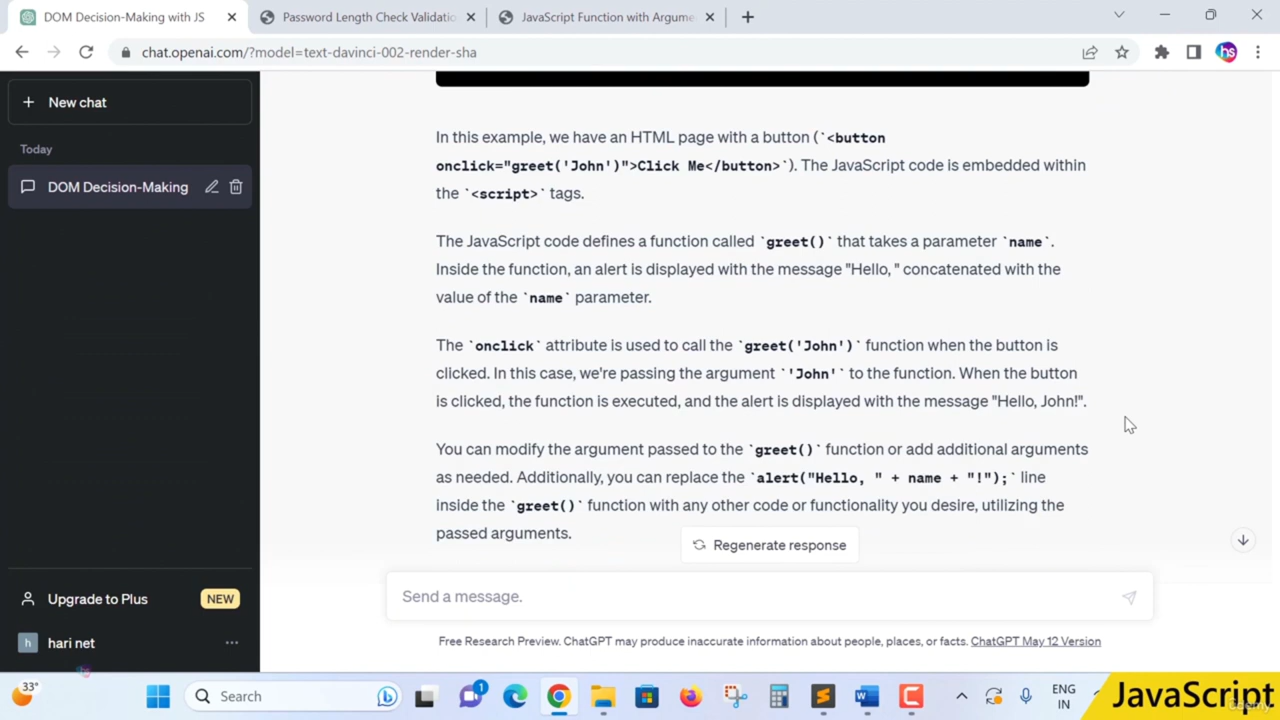 DOM Decision-Making with JS
Password Length Check Validatio
JavaScript Function with Argume
chat.openai.com/?model=text-davinci-002-render-sha
hs
New chat
Today
DOM Decision-Making
In this example, we have an HTML page with a button (`<button
onclick="greet('John')">Click Me</button>`). The JavaScript code is embedded within
the `<script>` tags.
The JavaScript code defines a function called `greet()` that takes a parameter `name`.
Inside the function, an alert is displayed with the message "Hello, " concatenated with the
value of the `name` parameter.
The `onclick` attribute is used to call the `greet('John')` function when the button is
clicked. In this case, we're passing the argument `'John'` to the function. When the button
is clicked, the function is executed, and the alert is displayed with the message "Hello, John!".
You can modify the argument passed to the `greet()` function or add additional arguments
as needed. Additionally, you can replace the `alert("Hello, " + name + "!");` line
inside the `greet()` function with any other code or functionality you desire, utilizing the
passed arguments.
Regenerate response
Send a message.
Free Research Preview. ChatGPT may produce inaccurate information about people, places, or facts. ChatGPT May 12 Version
Upgrade to Plus
NEW
h
hari net
33°
Search
1
ENG
IN
JavaScript
Udemy